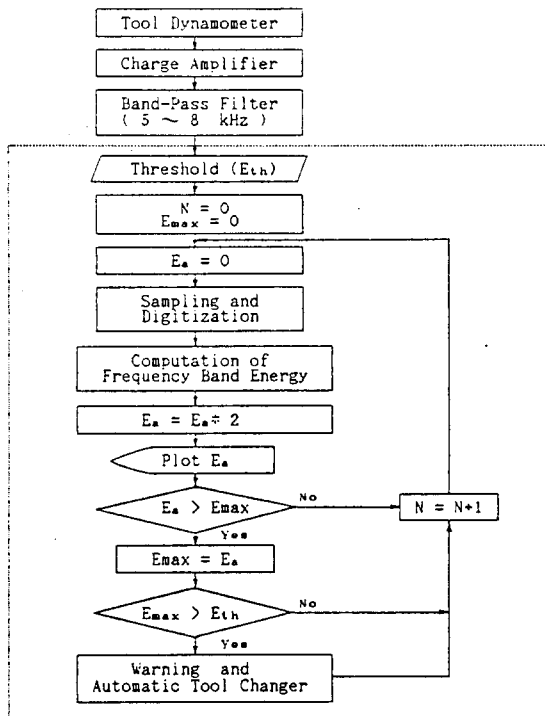 Tool Dynamometer
Charge Amplifier
Band-Pass Filter
( 5 ~ 8 kHz )
Threshold (Eth)
N = 0
Emax = 0
Ea = 0
Sampling and
Digitization
Computation of
Frequency Band Energy
Ea = Ea * 2
Plot Ea
Ea > Emax
No
N = N+1
Yes
Emax = Ea
Emax > Eth
No
Yes
Warning and
Automatic Tool Changer